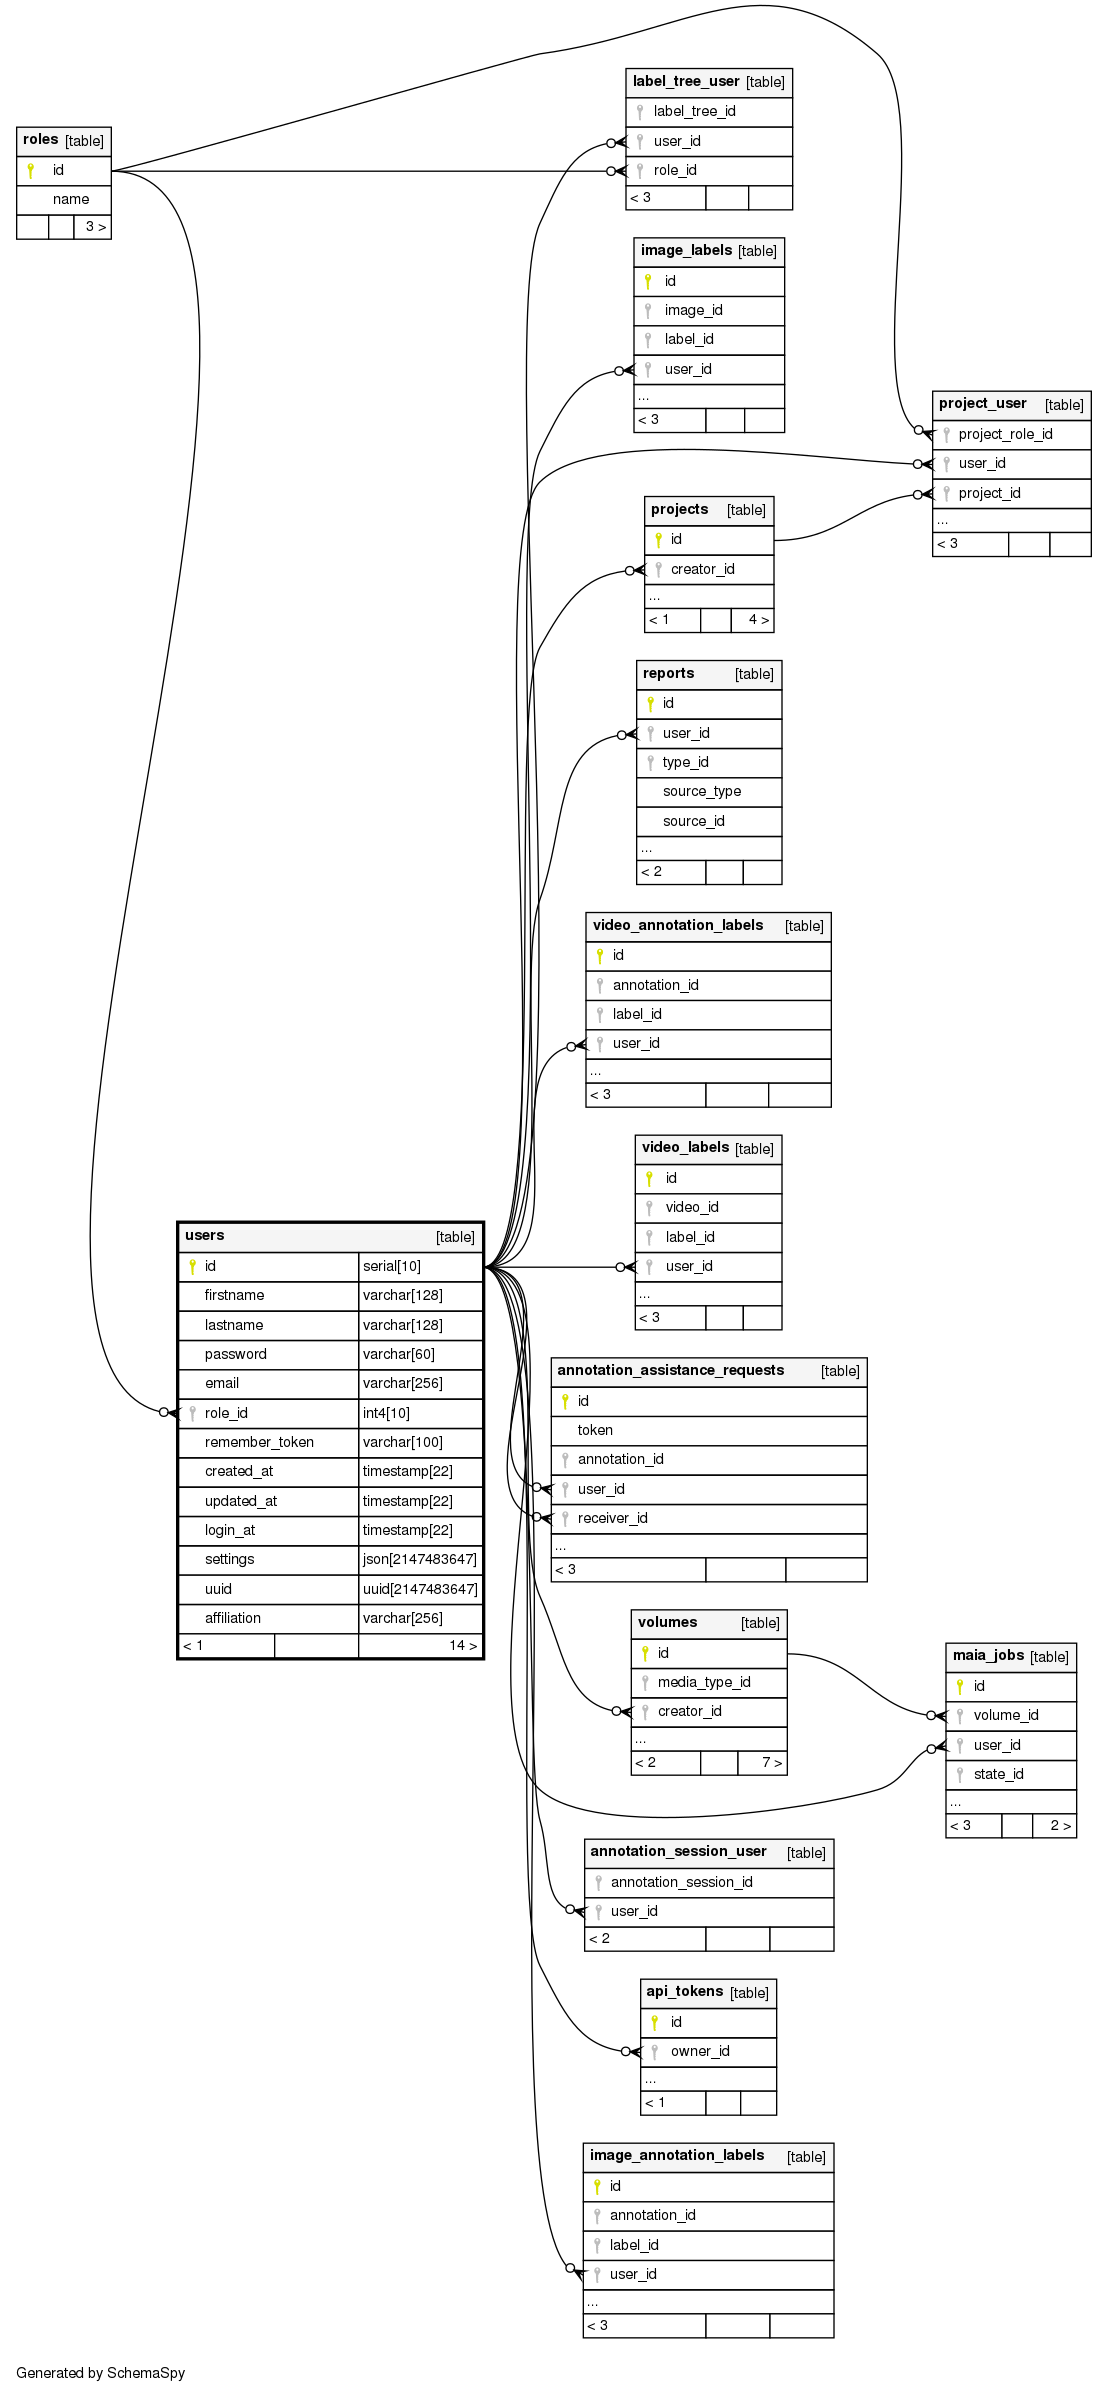 label_tree_user [table]
label_tree_id
user_id
role_id
< 3
roles [table]
id
name
3 >
image_labels [table]
id
image_id
label_id
user_id
...
< 3
project_user [table]
project_role_id
user_id
project_id
...
< 3
projects [table]
id
creator_id
...
< 1 4 >
reports [table]
id
user_id
type_id
source_type
source_id
...
< 2
video_annotation_labels [table]
id
annotation_id
label_id
user_id
...
< 3
video_labels [table]
id
video_id
label_id
user_id
...
< 3
users [table]
id serial[10]
firstname varchar[128]
lastname varchar[128]
password varchar[60]
email varchar[256]
role_id int4[10]
remember_token varchar[100]
created_at timestamp[22]
updated_at timestamp[22]
login_at timestamp[22]
settings json[2147483647]
uuid uuid[2147483647]
affiliation varchar[256]
< 1 14 >
annotation_assistance_requests [table]
id
token
annotation_id
user_id
receiver_id
...
< 3
volumes [table]
id
media_type_id
creator_id
...
< 2 7 >
maia_jobs [table]
id
volume_id
user_id
state_id
...
< 3 2 >
annotation_session_user [table]
annotation_session_id
user_id
< 2
api_tokens [table]
id
owner_id
...
< 1
image_annotation_labels [table]
id
annotation_id
label_id
user_id
...
< 3
Generated by SchemaSpy